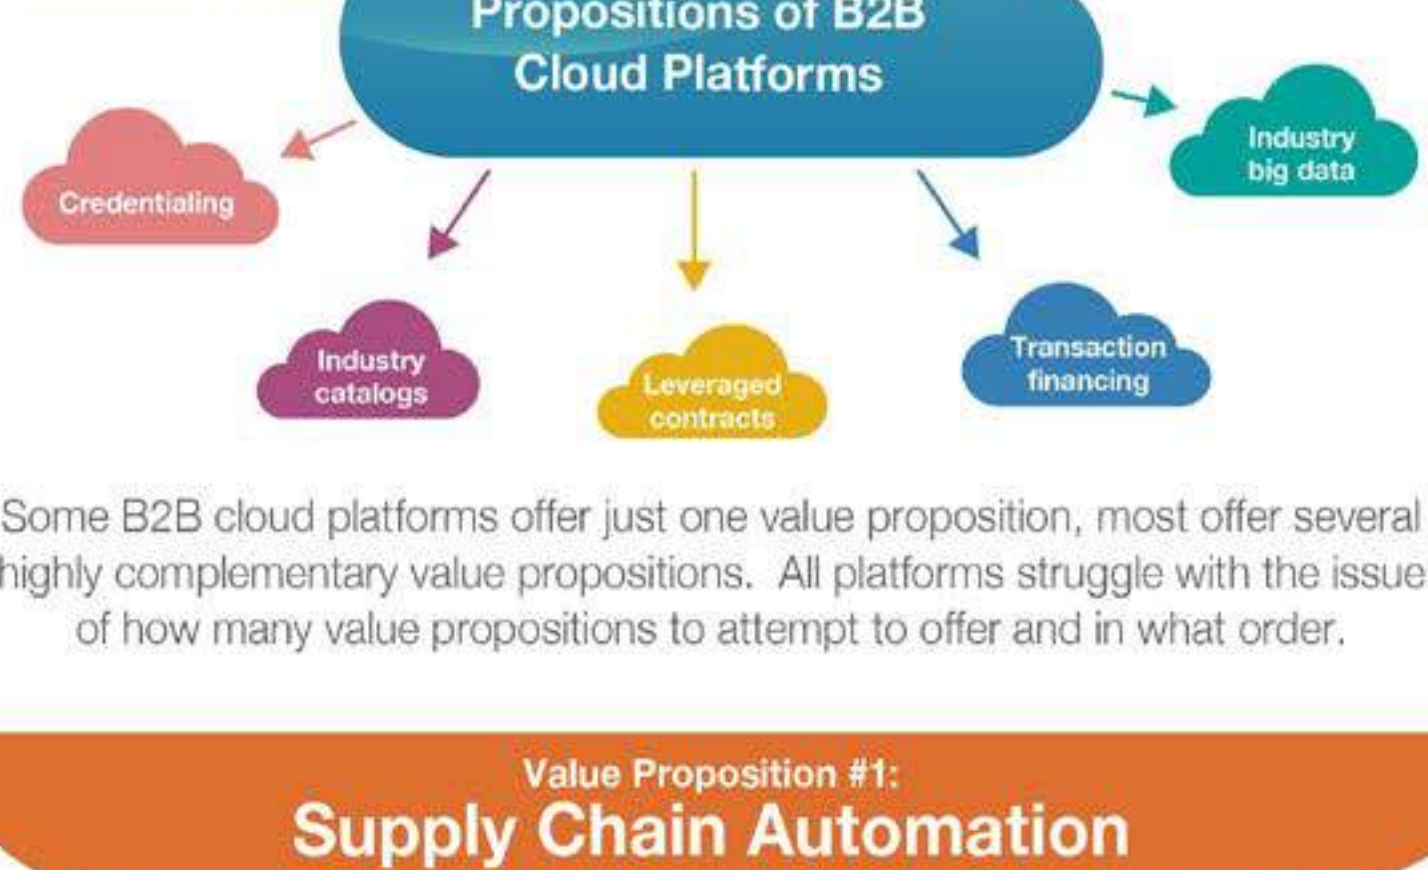 Propositions of B2B
Cloud Platforms
Industry
big data
Credentialing
Industry
catalogs
Leveraged
contracts
Transaction
financing
Some B2B cloud platforms offer just one value proposition, most offer several
highly complementary value propositions.  All platforms struggle with the issue
of how many value propositions to attempt to offer and in what order.
Value Proposition #1:
Supply Chain Automation